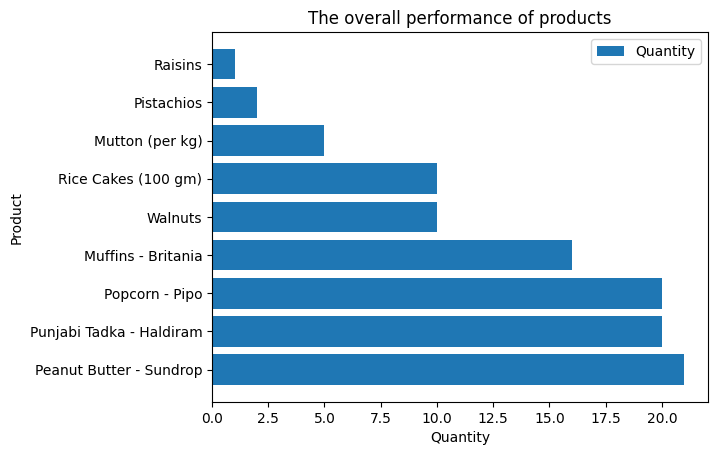 The overall performance of products
Quantity
Raisins
Pistachios
Mutton (per kg)
Rice Cakes (100 gm)
Walnuts
Muffins - Britania
Popcorn - Pipo
Punjabi Tadka - Haldiram
Peanut Butter - Sundrop
Product
0.0 2.5 5.0 7.5 10.0 12.5 15.0 17.5 20.0
Quantity